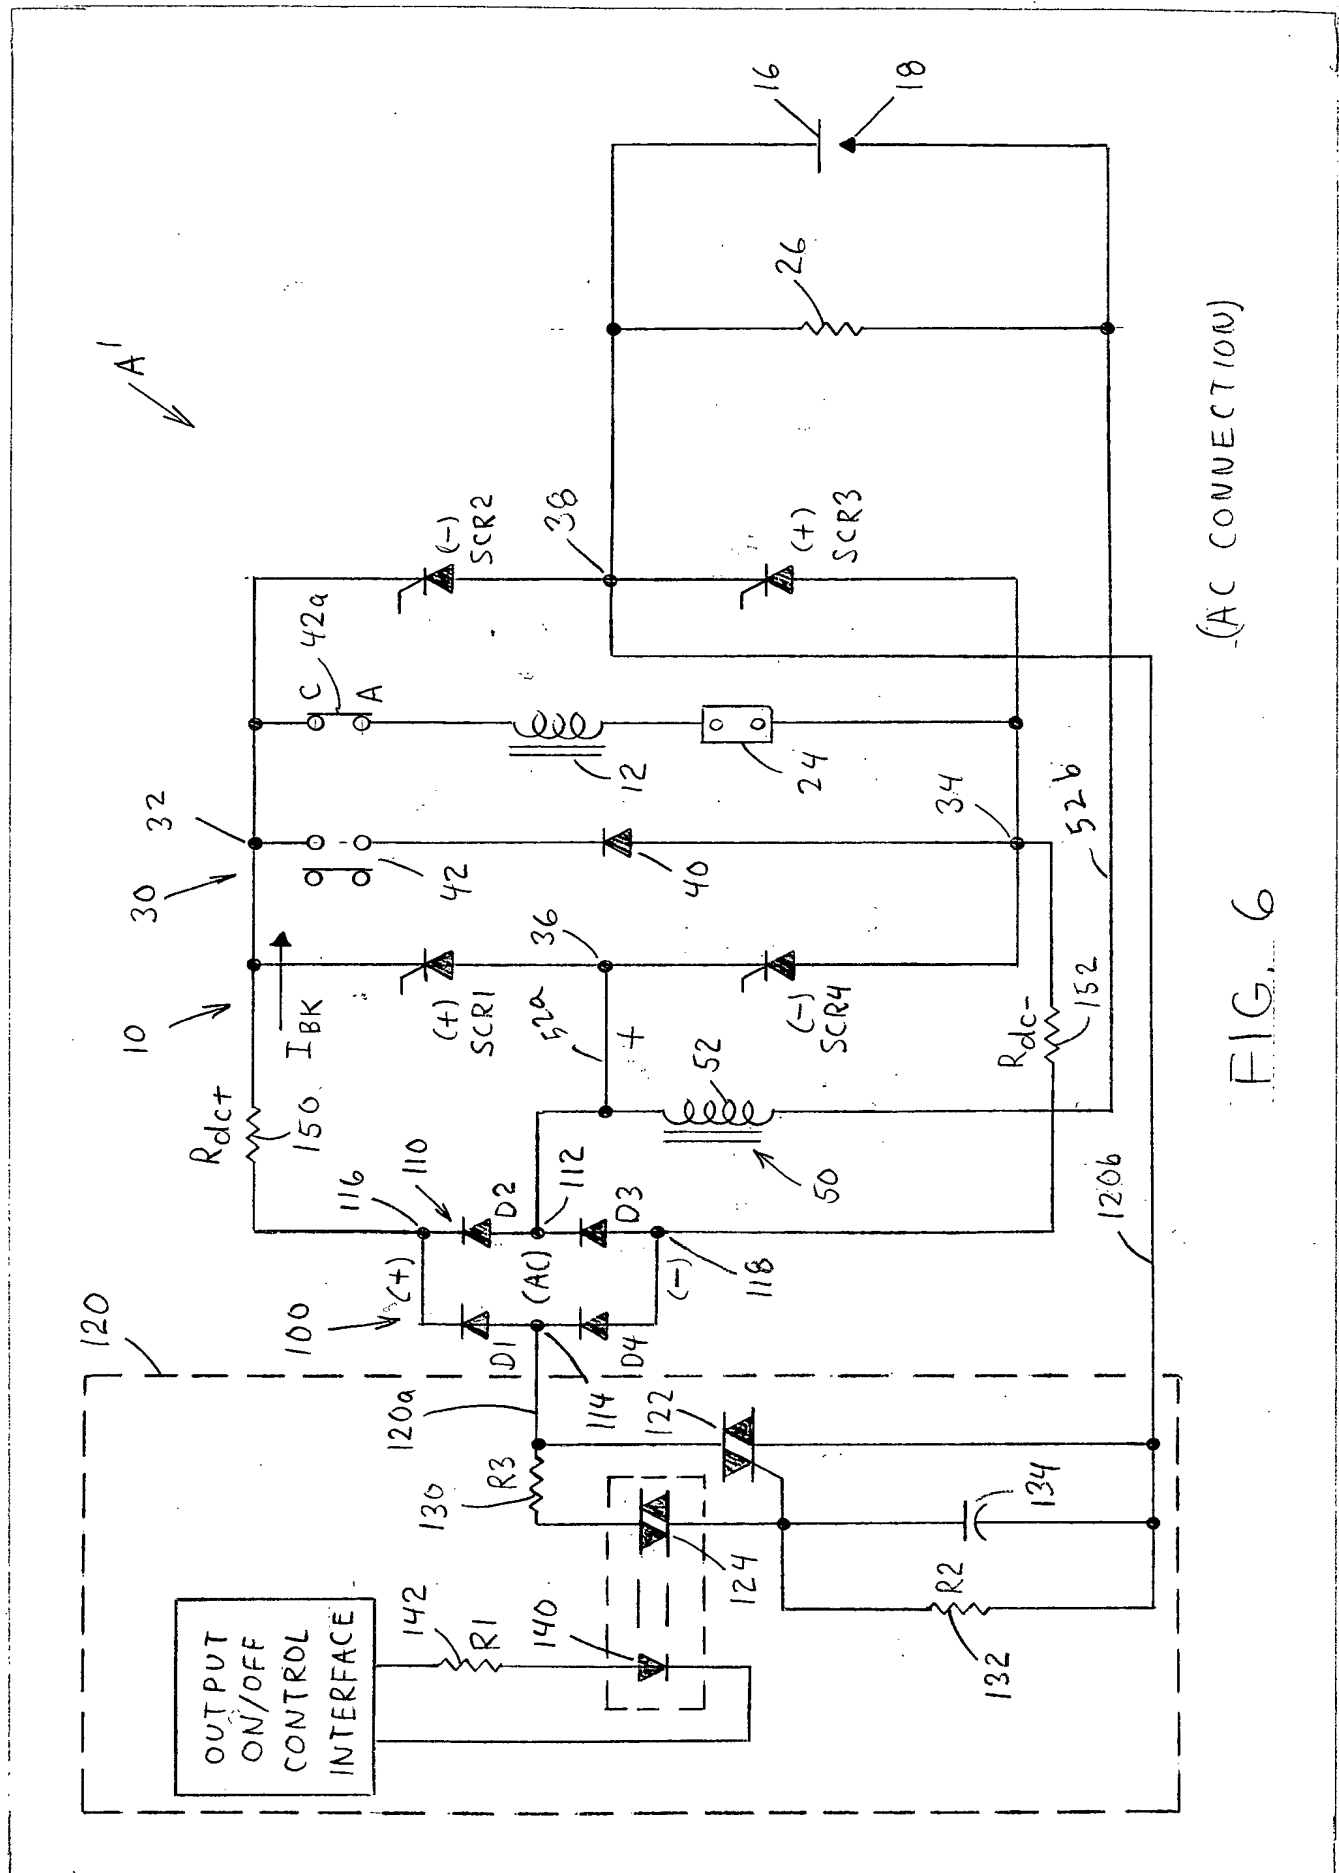 A'
10
30
32
C
42a
A
Rdc+
150
IBK
116
110
D2
112
(AC)
D3
118
(+)
100
D1
114
D4
(-)
120
120a
R3
130
122
124
134
R2
132
OUTPUT
ON/OFF
CONTROL
INTERFACE
142
R1
140
(+)
SCR1
36
52a
+
52
50
(-)
SCR4
Rdc-
152
42
40
34
12
24
(-)
SCR2
38
(+)
SCR3
26
16
18
52b
120b
(AC CONNECTION)
FIG. 6